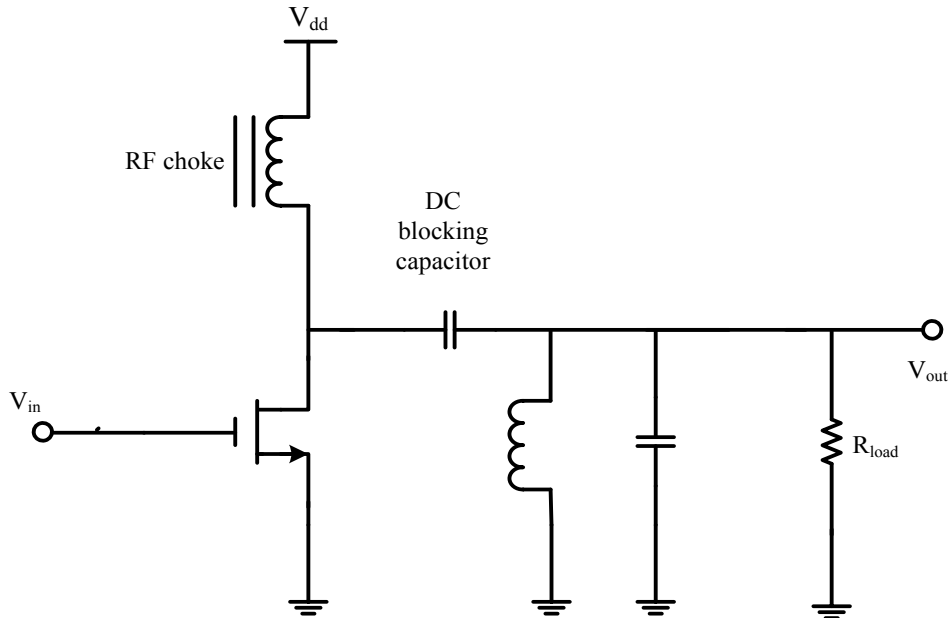 V_dd
RF choke
DC
blocking
capacitor
V_in
V_out
R_load